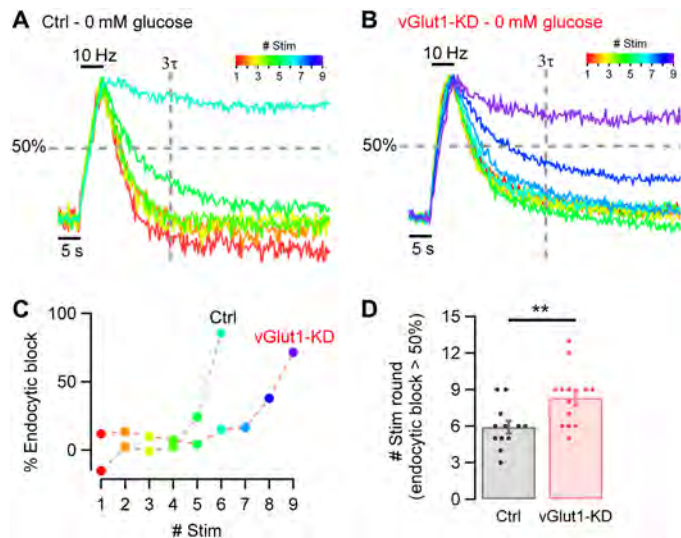 A
Ctrl - 0 mM glucose
10 Hz
# Stim
1 3 5 7 9
3τ
50%
5 s
B
vGlut1-KD - 0 mM glucose
10 Hz
# Stim
1 3 5 7 9
3τ
50%
5 s
C
% Endocytic block
100
50
0
Ctrl
vGlut1-KD
1 2 3 4 5 6 7 8 9
# Stim
D
# Stim round
(endocytic block > 50%)
15
12
9
6
3
0
**
Ctrl vGlut1-KD